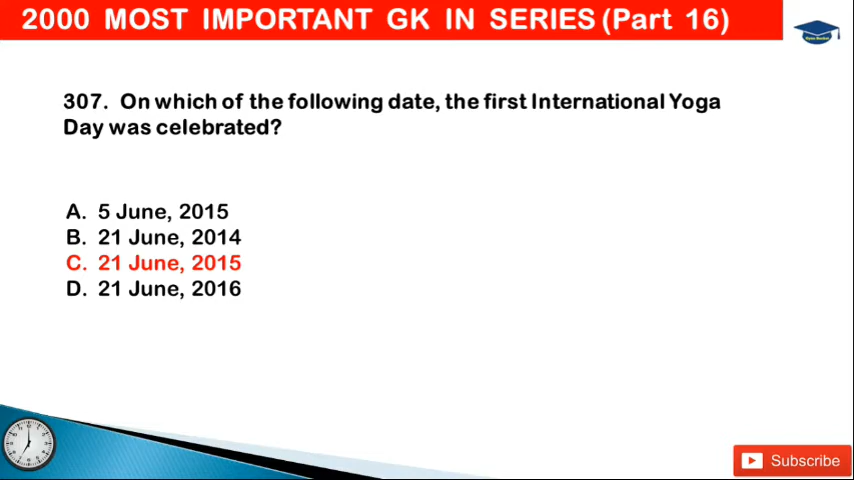 2000 MOST IMPORTANT GK IN SERIES (Part 16)
307. On which of the following date, the first International Yoga
Day was celebrated?
A. 5 June, 2015
B. 21 June, 2014
C. 21 June, 2015
D. 21 June, 2016
Subscribe